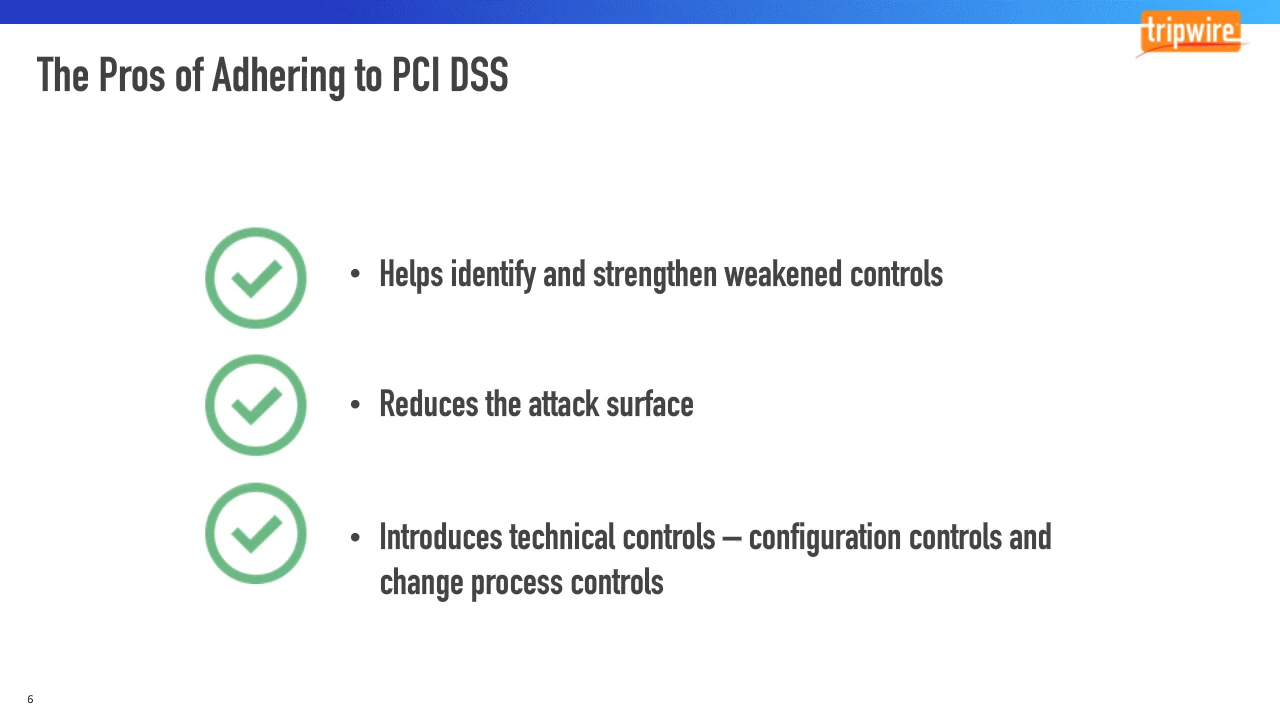 tripwire
The Pros of Adhering to PCI DSS
• Helps identify and strengthen weakened controls
• Reduces the attack surface
• Introduces technical controls – configuration controls and
change process controls
6